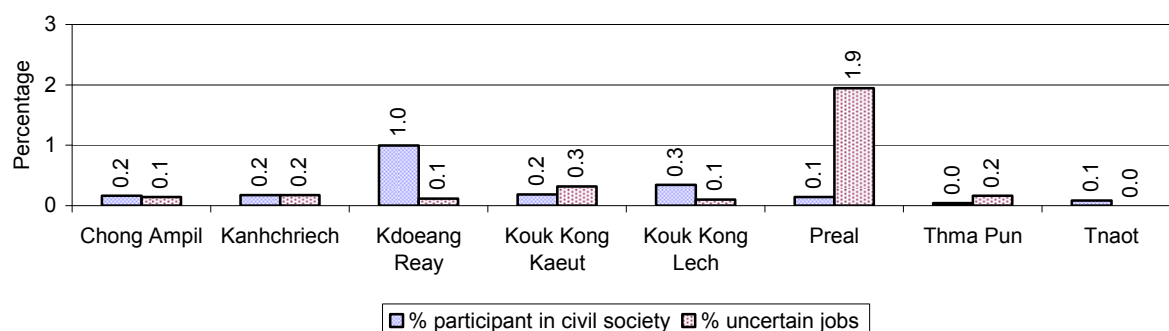 Percentage
3
2
1
0
0.2
0.1
0.2
0.2
1.0
0.1
0.2
0.3
0.3
0.1
0.1
1.9
0.0
0.2
0.1
0.0
Chong Ampil
Kanhchriech
Kdoeang
Reay
Kouk Kong
Kaeut
Kouk Kong
Lech
Preal
Thma Pun
Tnaot
% participant in civil society
% uncertain jobs